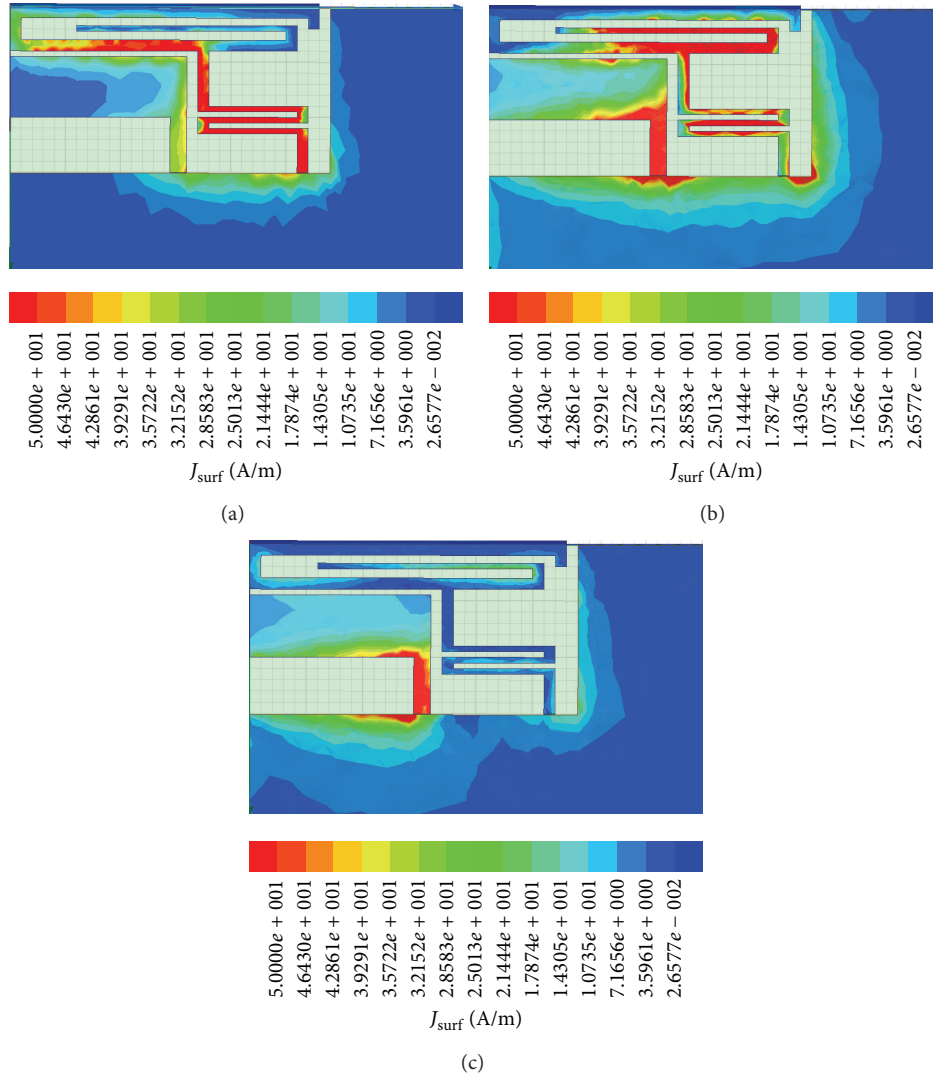 5.0000e + 001
4.6430e + 001
4.2861e + 001
3.9291e + 001
3.5722e + 001
3.2152e + 001
2.8583e + 001
2.5013e + 001
2.1444e + 001
1.7874e + 001
1.4305e + 001
1.0735e + 001
7.1656e + 000
3.5961e + 000
2.6577e − 002
J_surf (A/m)
(a)
5.0000e + 001
4.6430e + 001
4.2861e + 001
3.9291e + 001
3.5722e + 001
3.2152e + 001
2.8583e + 001
2.5013e + 001
2.1444e + 001
1.7874e + 001
1.4305e + 001
1.0735e + 001
7.1656e + 000
3.5961e + 000
2.6577e − 002
J_surf (A/m)
(b)
5.0000e + 001
4.6430e + 001
4.2861e + 001
3.9291e + 001
3.5722e + 001
3.2152e + 001
2.8583e + 001
2.5013e + 001
2.1444e + 001
1.7874e + 001
1.4305e + 001
1.0735e + 001
7.1656e + 000
3.5961e + 000
2.6577e − 002
J_surf (A/m)
(c)